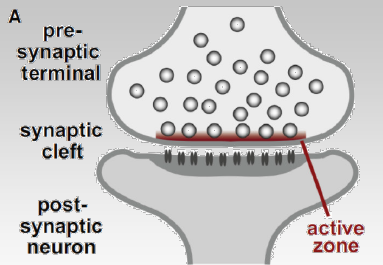 A
pre-
synaptic
terminal
synaptic
cleft
post-
synaptic
neuron
active
zone